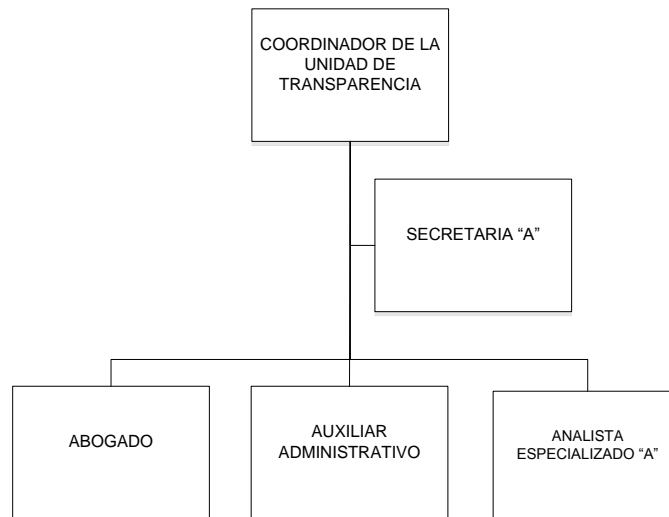 COORDINADOR DE LA
UNIDAD DE
TRANSPARENCIA
SECRETARIA “A”
ABOGADO
AUXILIAR
ADMINISTRATIVO
ANALISTA
ESPECIALIZADO “A”